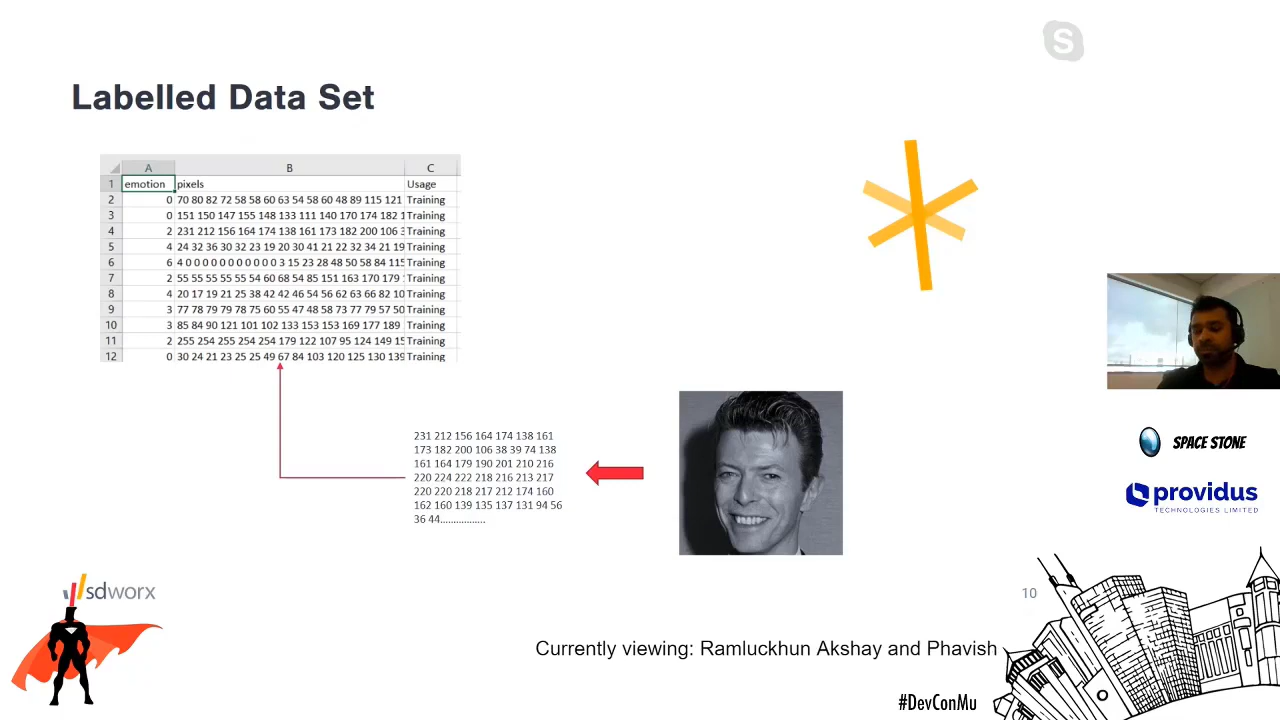 S
Labelled Data Set
A B C
1 emotion pixels Usage
2 0 70 80 82 72 58 58 60 63 54 58 60 48 89 115 121 Training
3 0 151 150 147 155 148 133 111 140 170 174 182 1 Training
4 2 231 212 156 164 174 138 161 173 182 200 106 3 Training
5 4 24 32 36 30 32 23 19 20 30 41 21 22 32 34 21 19 Training
6 6 4 0 0 0 0 0 0 0 0 0 0 0 3 15 23 28 48 50 58 84 115 Training
7 2 55 55 55 55 55 54 60 68 54 85 151 163 170 179 Training
8 4 20 17 19 21 25 38 42 42 46 54 56 62 63 66 82 10 Training
9 3 77 78 79 79 78 75 60 55 47 48 58 73 77 79 57 50 Training
10 3 85 84 90 121 101 102 133 153 153 169 177 189 Training
11 2 255 254 255 254 254 179 122 107 95 124 149 15 Training
12 0 30 24 21 23 25 25 49 67 84 103 120 125 130 139 Training
231 212 156 164 174 138 161
173 182 200 106 38 39 74 138
161 164 179 190 201 210 216
220 224 222 218 216 213 217
220 220 218 217 212 174 160
162 160 139 135 137 131 94 56
36 44.................
SPACE STONE
providus
TECHNOLOGIES LIMITED
sdworx
10
Currently viewing: Ramluckhun Akshay and Phavish
#DevConMu